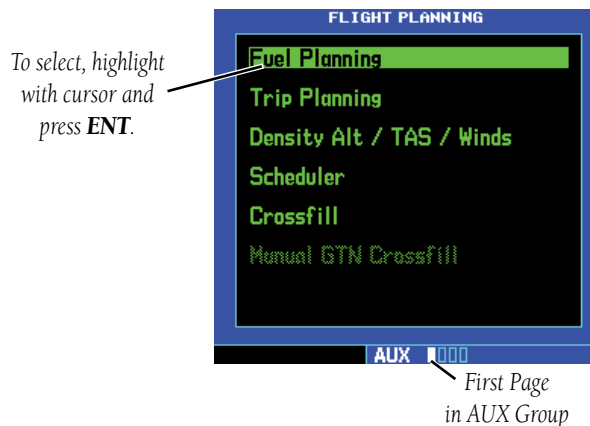 FLIGHT PLANNING
To select, highlight
with cursor and
press ENT.
Fuel Planning
Trip Planning
Density Alt / TAS / Winds
Scheduler
Crossfill
Manual GTN Crossfill
AUX
First Page
in AUX Group